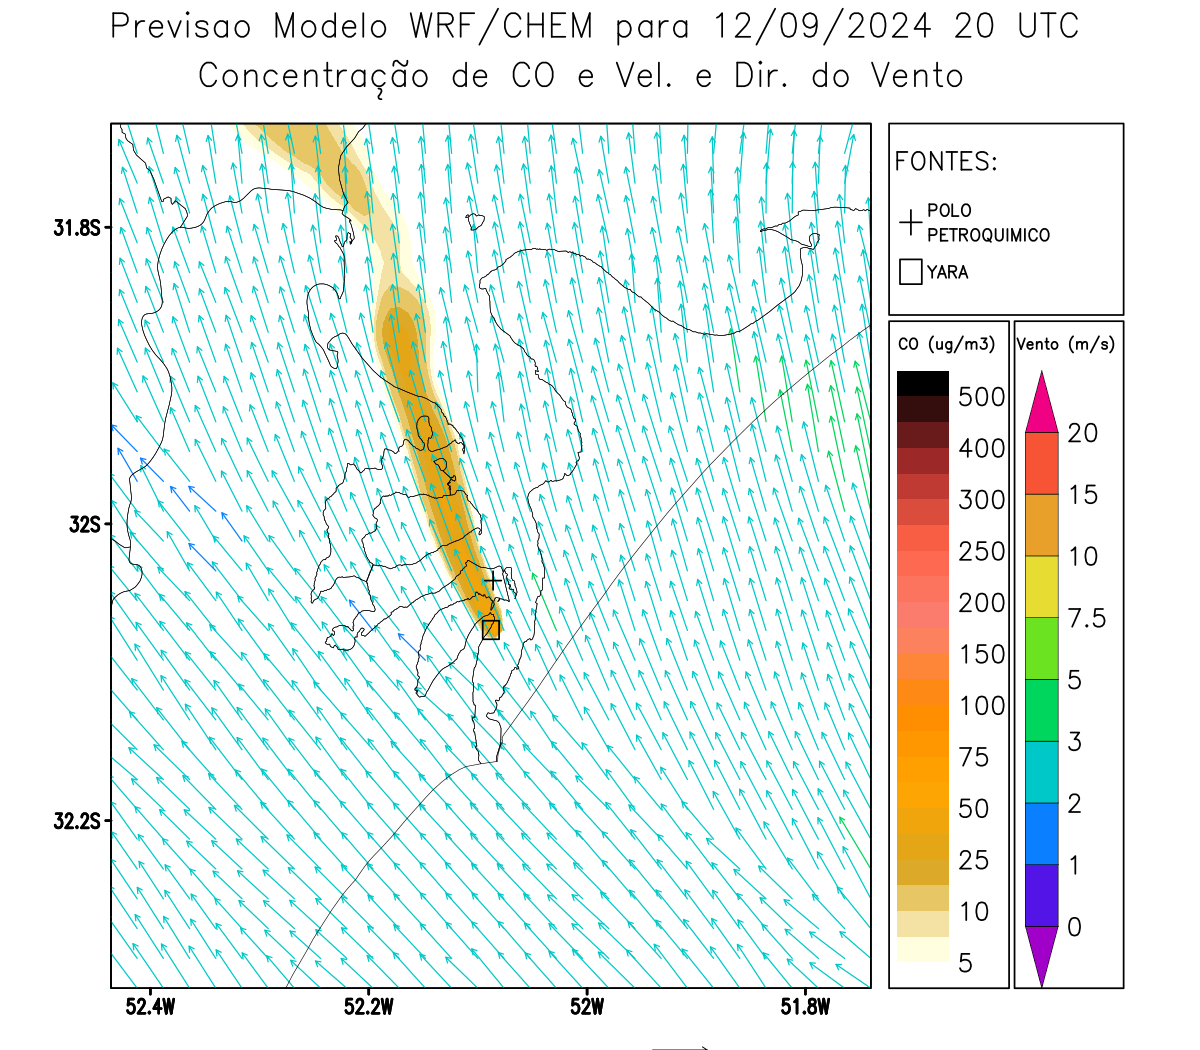 Previsao Modelo WRF/CHEM para 12/09/2024 20 UTC
Concentração de CO e Vel. e Dir. do Vento
FONTES:
POLO
PETROQUIMICO
YARA
CO (ug/m3)
500
400
300
250
200
150
100
75
50
25
10
5
Vento (m/s)
20
15
10
7.5
5
3
2
1
0
31.8S
32S
32.2S
52.4W
52.2W
52W
51.8W